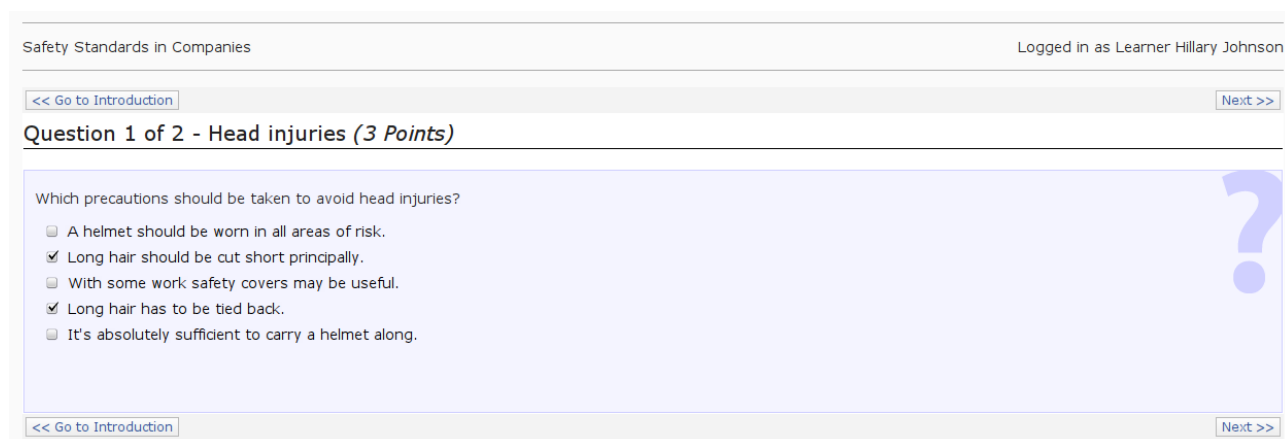 Safety Standards in Companies
Logged in as Learner Hillary Johnson
<< Go to Introduction
Next >>
Question 1 of 2 - Head injuries (3 Points)
Which precautions should be taken to avoid head injuries?
A helmet should be worn in all areas of risk.
Long hair should be cut short principally.
With some work safety covers may be useful.
Long hair has to be tied back.
It's absolutely sufficient to carry a helmet along.
?
<< Go to Introduction
Next >>